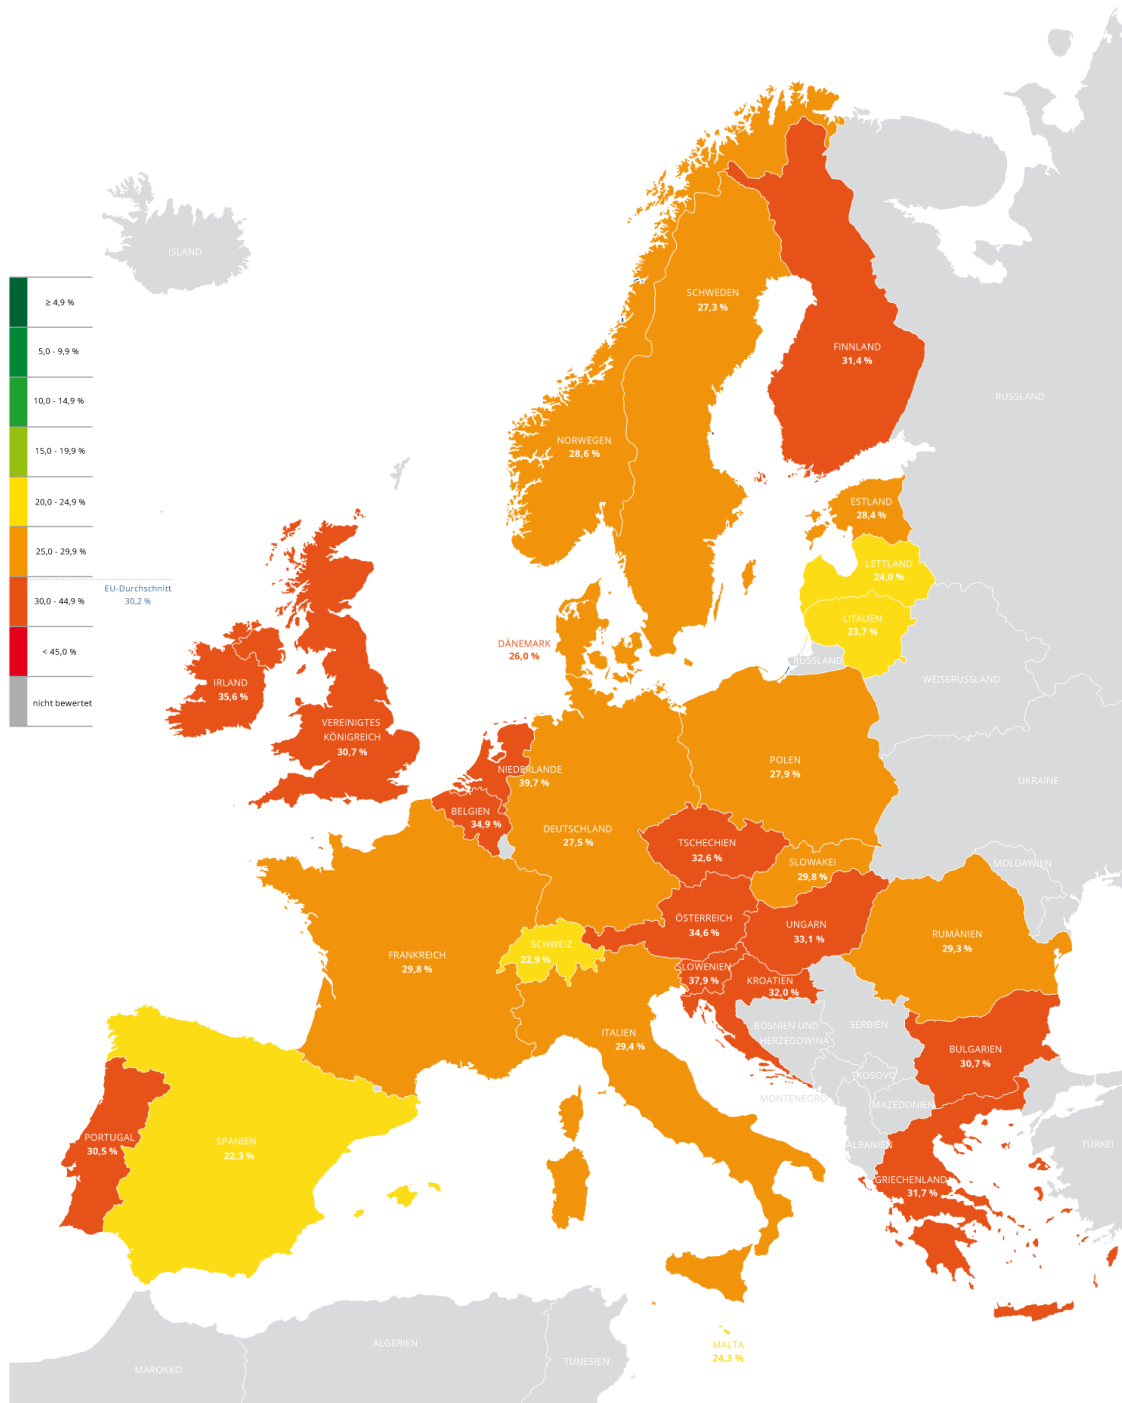 ISLAND
≥ 4,9 %
5,0 - 9,9 %
10,0 - 14,9 %
15,0 - 19,9 %
20,0 - 24,9 %
25,0 - 29,9 %
EU-Durchschnitt
30,2 %
30,0 - 44,9 %
< 45,0 %
nicht bewertet
SCHWEDEN
27,3 %
FINNLAND
31,4 %
RUSSLAND
NORWEGEN
28,6 %
ESTLAND
28,4 %
LETTLAND
24,0 %
LITAUEN
23,7 %
DÄNEMARK
26,0 %
RUSSLAND
WEISSRUSSLAND
IRLAND
35,6 %
VEREINIGTES
KÖNIGREICH
30,7 %
NIEDERLANDE
39,7 %
POLEN
27,9 %
UKRAINE
BELGIEN
34,9 %
DEUTSCHLAND
27,5 %
TSCHECHIEN
32,6 %
SLOWAKEI
29,8 %
MOLDAWIEN
ÖSTERREICH
34,6 %
UNGARN
33,1 %
RUMÄNIEN
29,3 %
SCHWEIZ
22,9 %
FRANKREICH
29,8 %
SLOWENIEN
37,9 %
KROATIEN
32,0 %
BOSNIEN UND
HERZEGOWINA
SERBIEN
ITALIEN
29,4 %
BULGARIEN
30,7 %
KOSOVO
MONTENEGRO
MAZEDONIEN
PORTUGAL
30,5 %
SPANIEN
22,3 %
ALBANIEN
TÜRKEI
GRIECHENLAND
31,7 %
MALTA
24,3 %
MAROKKO
ALGERIEN
TUNESIEN